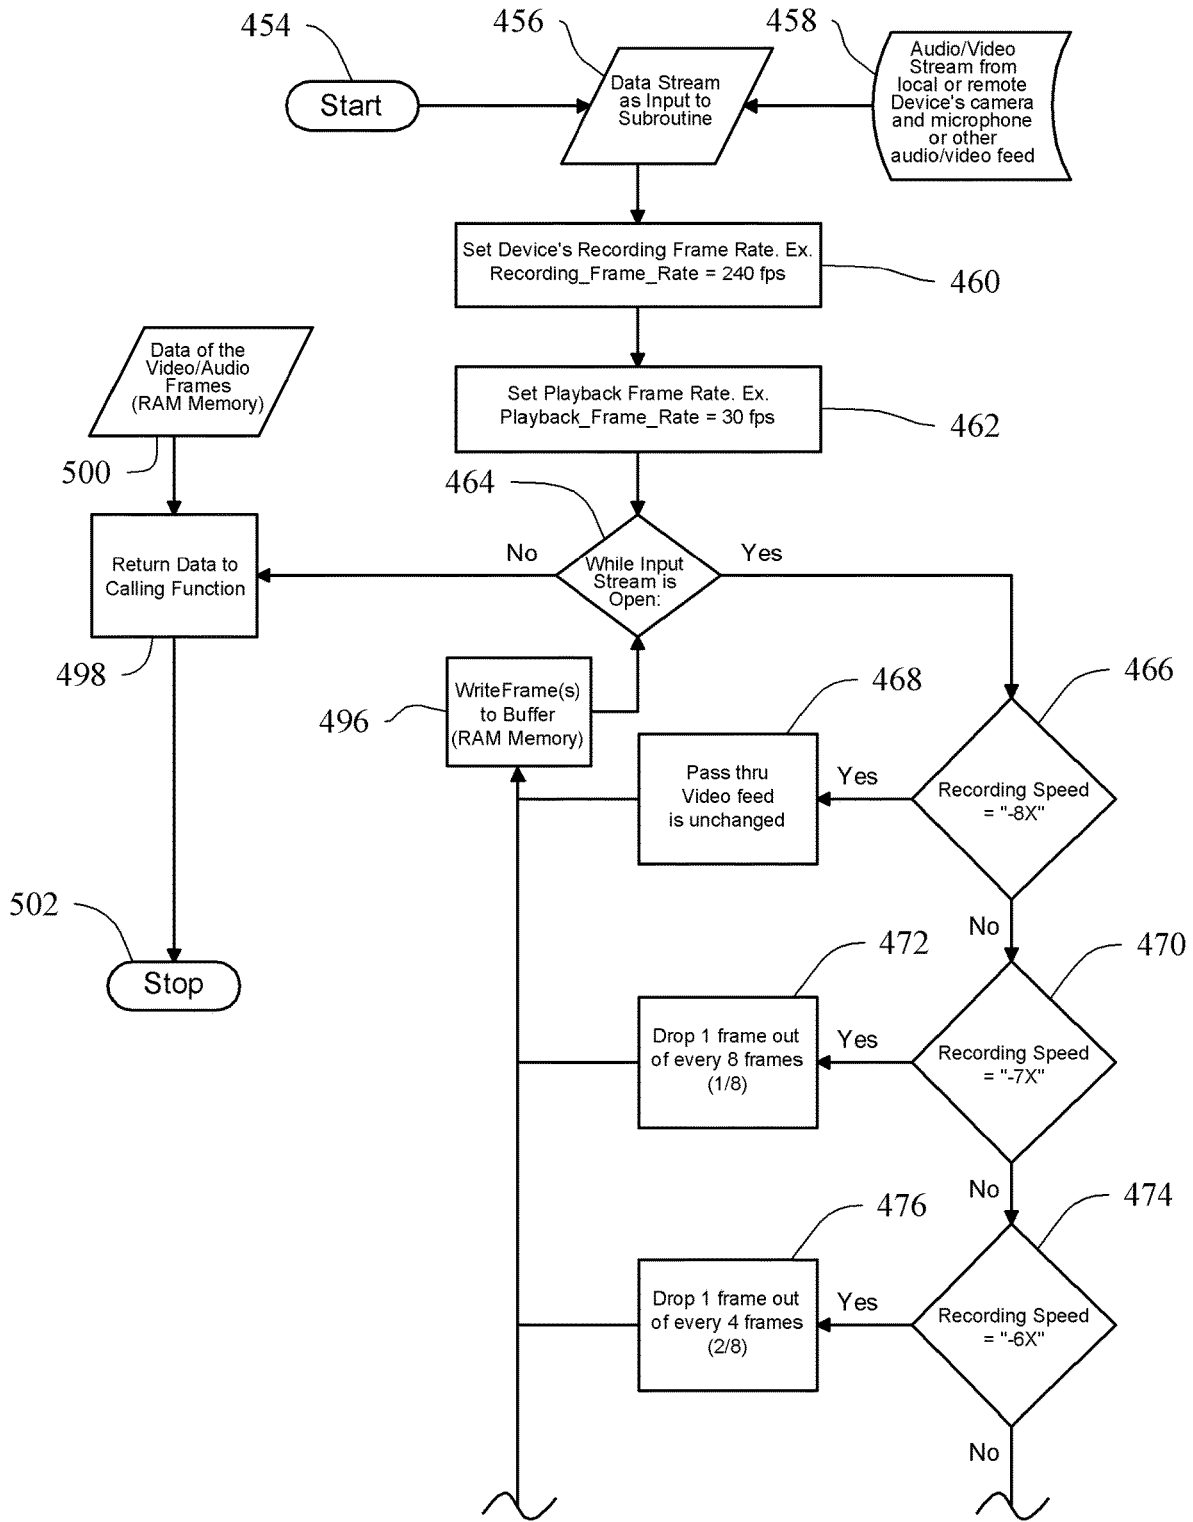 454
456
458
Start
Data Stream
as Input to
Subroutine
Audio/Video
Stream from
local or remote
Device's camera
and microphone
or other
audio/video feed
Set Device's Recording Frame Rate. Ex.
Recording_Frame_Rate = 240 fps
460
Data of the
Video/Audio
Frames
(RAM Memory)
500
Set Playback Frame Rate. Ex.
Playback_Frame_Rate = 30 fps
462
464
No
Yes
While Input
Stream is
Open:
Return Data to
Calling Function
498
WriteFrame(s)
to Buffer
(RAM Memory)
496
468
466
Pass thru
Video feed
is unchanged
Yes
Recording Speed
= "-8X"
No
502
Stop
472
470
Drop 1 frame out
of every 8 frames
(1/8)
Yes
Recording Speed
= "-7X"
No
476
474
Drop 1 frame out
of every 4 frames
(2/8)
Yes
Recording Speed
= "-6X"
No